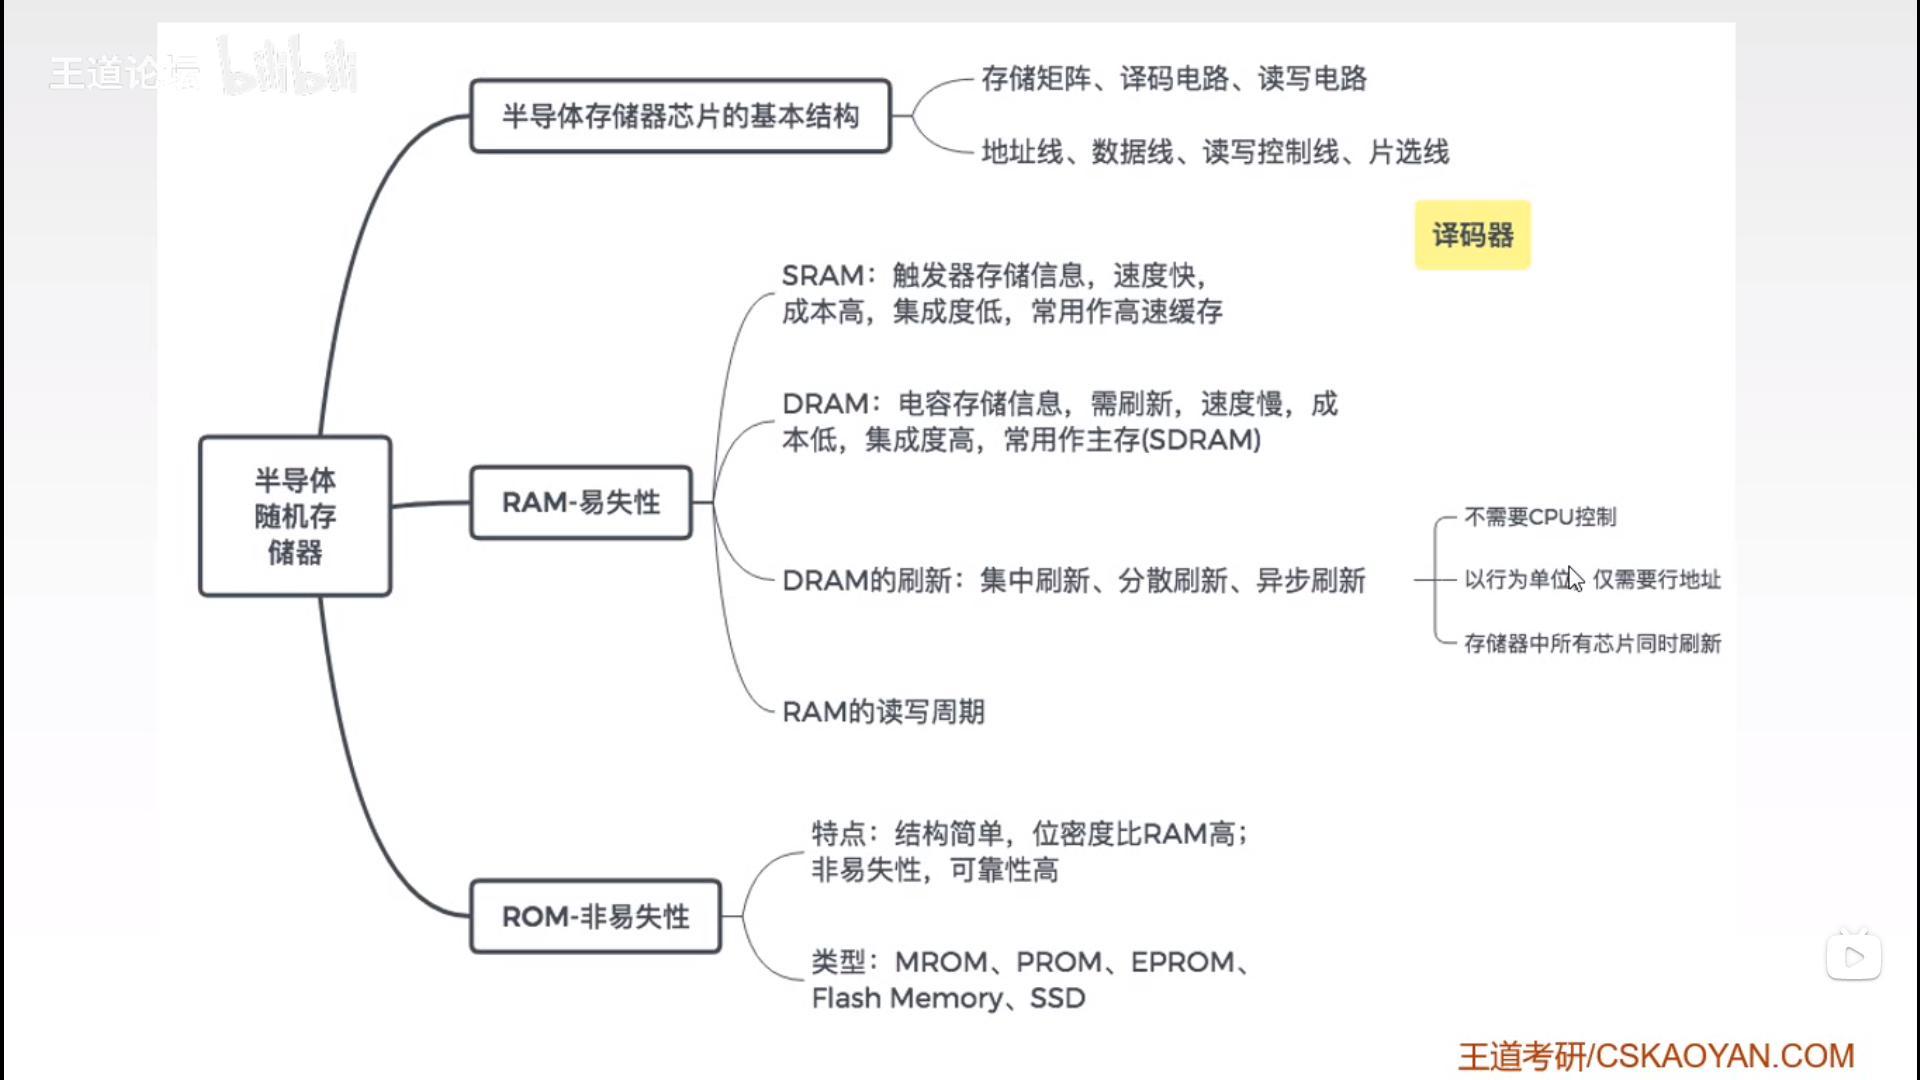 王道论坛 bilibili
半导体存储器芯片的基本结构
存储矩阵、译码电路、读写电路
地址线、数据线、读写控制线、片选线
译码器
半导体
随机存
储器
RAM-易失性
SRAM：触发器存储信息，速度快，
成本高，集成度低，常用作高速缓存
DRAM：电容存储信息，需刷新，速度慢，成
本低，集成度高，常用作主存(SDRAM)
DRAM的刷新：集中刷新、分散刷新、异步刷新
不需要CPU控制
以行为单位，仅需要行地址
存储器中所有芯片同时刷新
RAM的读写周期
ROM-非易失性
特点：结构简单，位密度比RAM高；
非易失性，可靠性高
类型：MROM、PROM、EPROM、
Flash Memory、SSD
王道考研/CSKAOYAN.COM